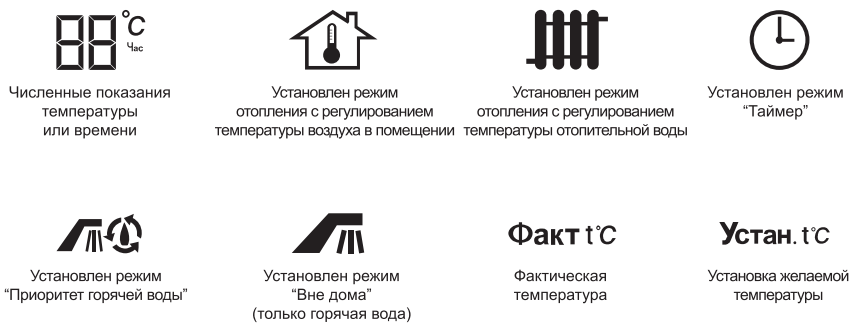 88 °C
Час
Численные показания
температуры
или времени
Установлен режим
отопления с регулированием
температуры воздуха в помещении
Установлен режим
отопления с регулированием
температуры отопительной воды
Установлен режим
“Таймер”
Установлен режим
“Приоритет горячей воды”
Установлен режим
“Вне дома”
(только горячая вода)
Факт t°C
Фактическая
температура
Устан. t°C
Установка желаемой
температуры